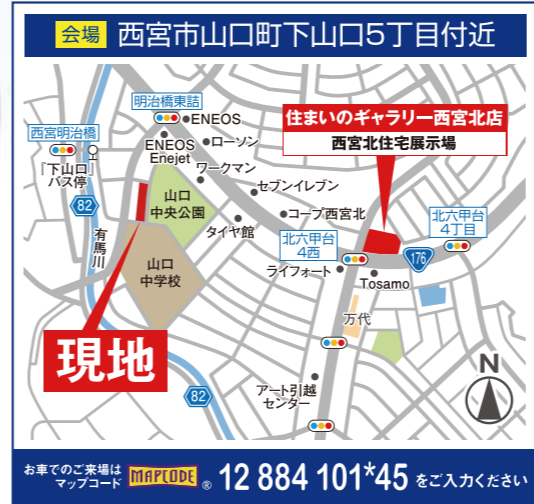 会場 西宮市山口町下山口5丁目付近
明治橋東詰
ENEOS
西宮明治橋
ENEOS
Enejet
ローソン
住まいのギャラリー西宮北店
西宮北住宅展示場
「下山口」
バス停
ワークマン
セブンイレブン
82
山口
中央公園
コープ西宮北
北六甲台
4丁目
タイヤ館
有馬川
北六甲台
4西
176
山口
中学校
ライフォート
Tosamo
万代
現地
N
アート引越
センター
82
お車でのご来場は
マップコード MAPCODE ® 12 884 101*45 をご入力ください